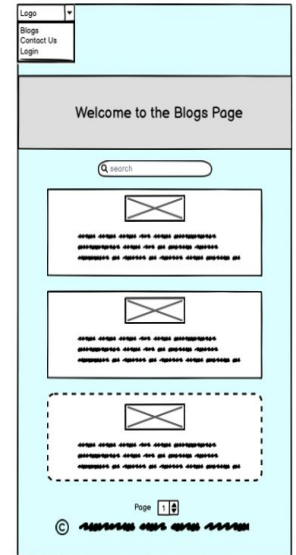 Logo
Blogs
Contact Us
Login
Welcome to the Blogs Page
search
Page 1
©